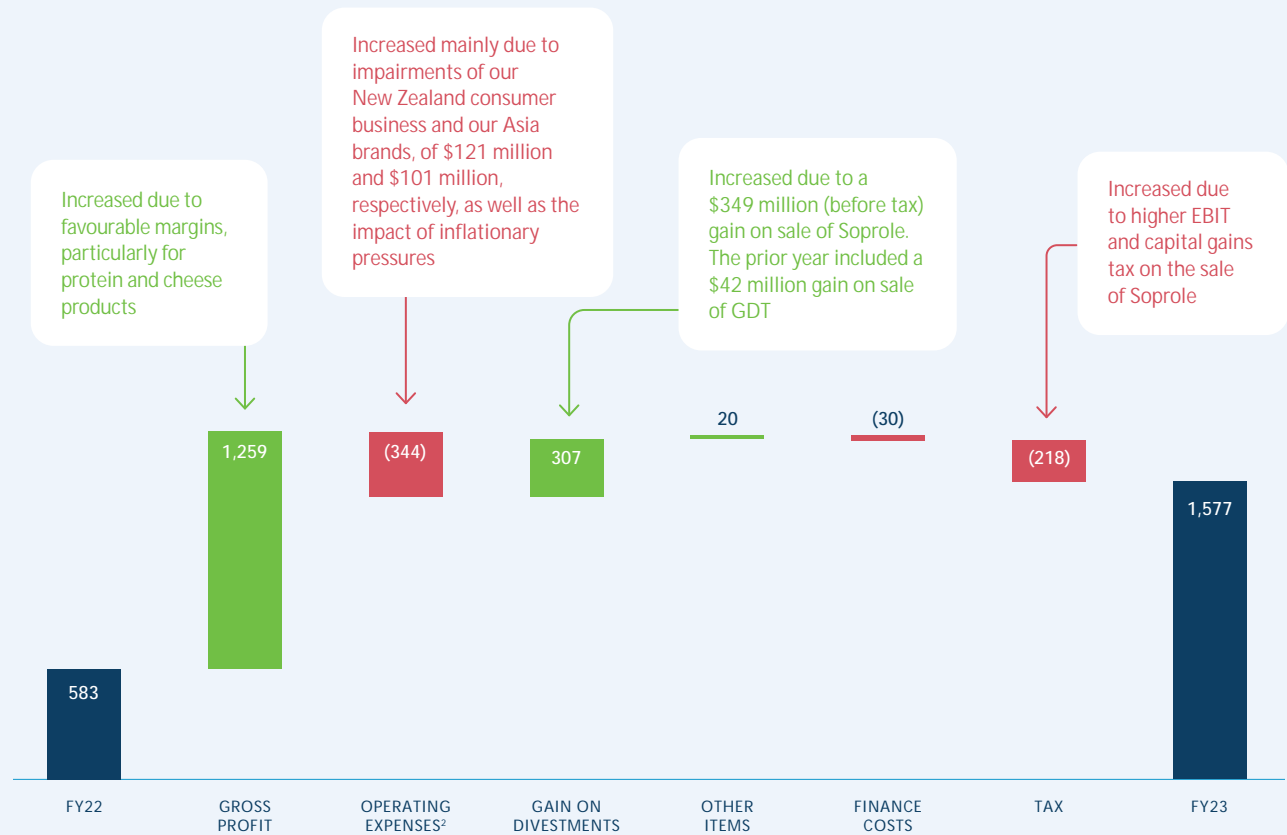 Increased due to
favourable margins,
particularly for
protein and cheese
products
Increased mainly due to
impairments of our
New Zealand consumer
business and our Asia
brands, of $121 million
and $101 million,
respectively, as well as the
impact of inflationary
pressures
Increased due to a
$349 million (before tax)
gain on sale of Soprole.
The prior year included a
$42 million gain on sale
of GDT
Increased due
to higher EBIT
and capital gains
tax on the sale
of Soprole
583
1,259
(344)
307
20
(30)
(218)
1,577
FY22
GROSS
PROFIT
OPERATING
EXPENSES²
GAIN ON
DIVESTMENTS
OTHER
ITEMS
FINANCE
COSTS
TAX
FY23